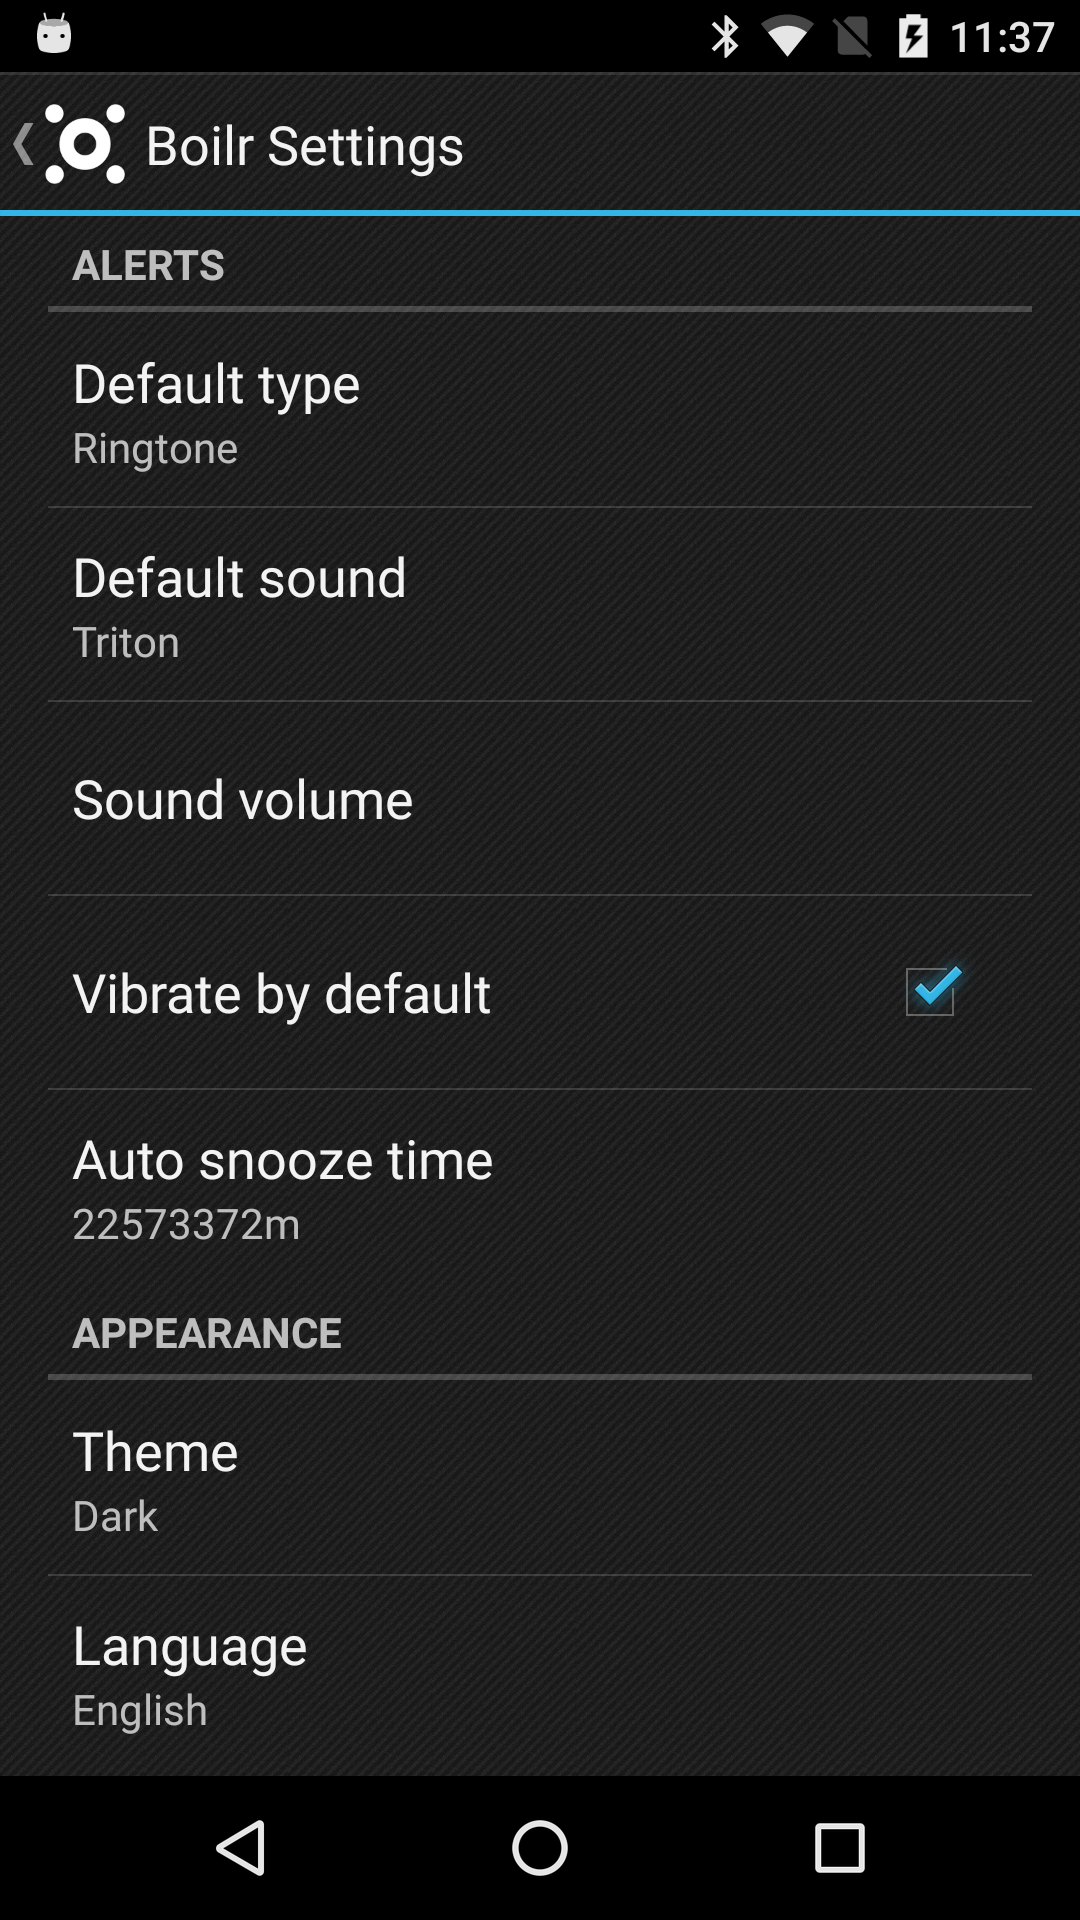 11:37
Boilr Settings
ALERTS
Default type
Ringtone
Default sound
Triton
Sound volume
Vibrate by default
Auto snooze time
22573372m
APPEARANCE
Theme
Dark
Language
English